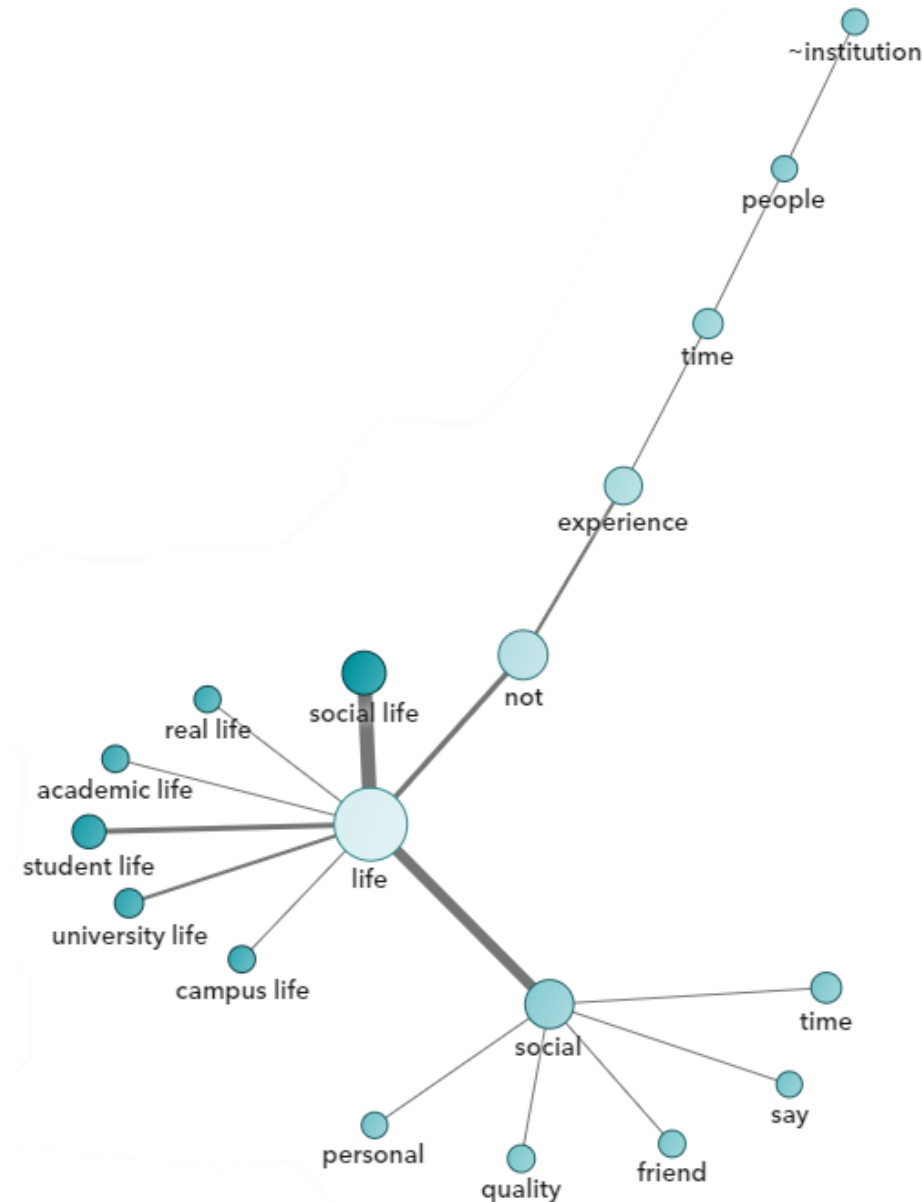 ~institution
people
time
experience
not
social life
real life
academic life
student life
life
university life
campus life
time
social
say
personal
friend
quality